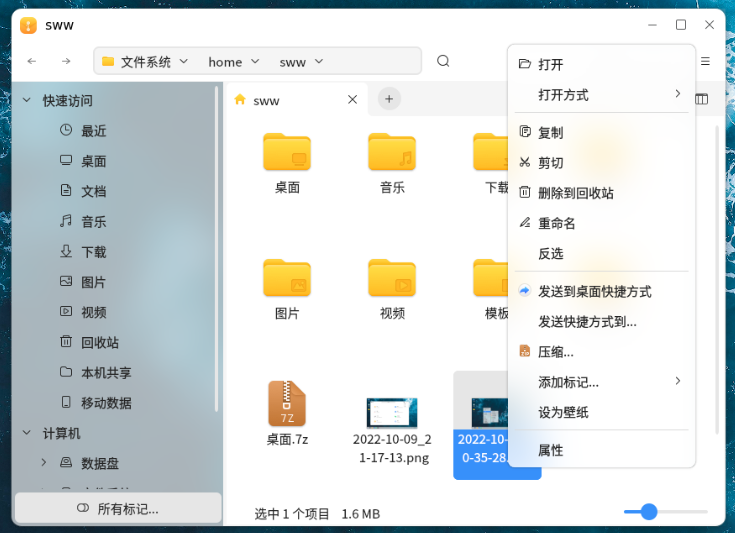 sww
文件系统 home sww
快速访问
最近
桌面
文档
音乐
下载
图片
视频
回收站
本机共享
移动数据
计算机
数据盘
所有标记...
sww
桌面
音乐
下载
图片
视频
模板
7Z
桌面.7z
2022-10-09_2
1-17-13.png
2022-10-
0-35-28
打开
打开方式
复制
剪切
删除到回收站
重命名
反选
发送到桌面快捷方式
发送快捷方式到...
压缩...
添加标记...
设为壁纸
属性
选中 1 个项目 1.6 MB